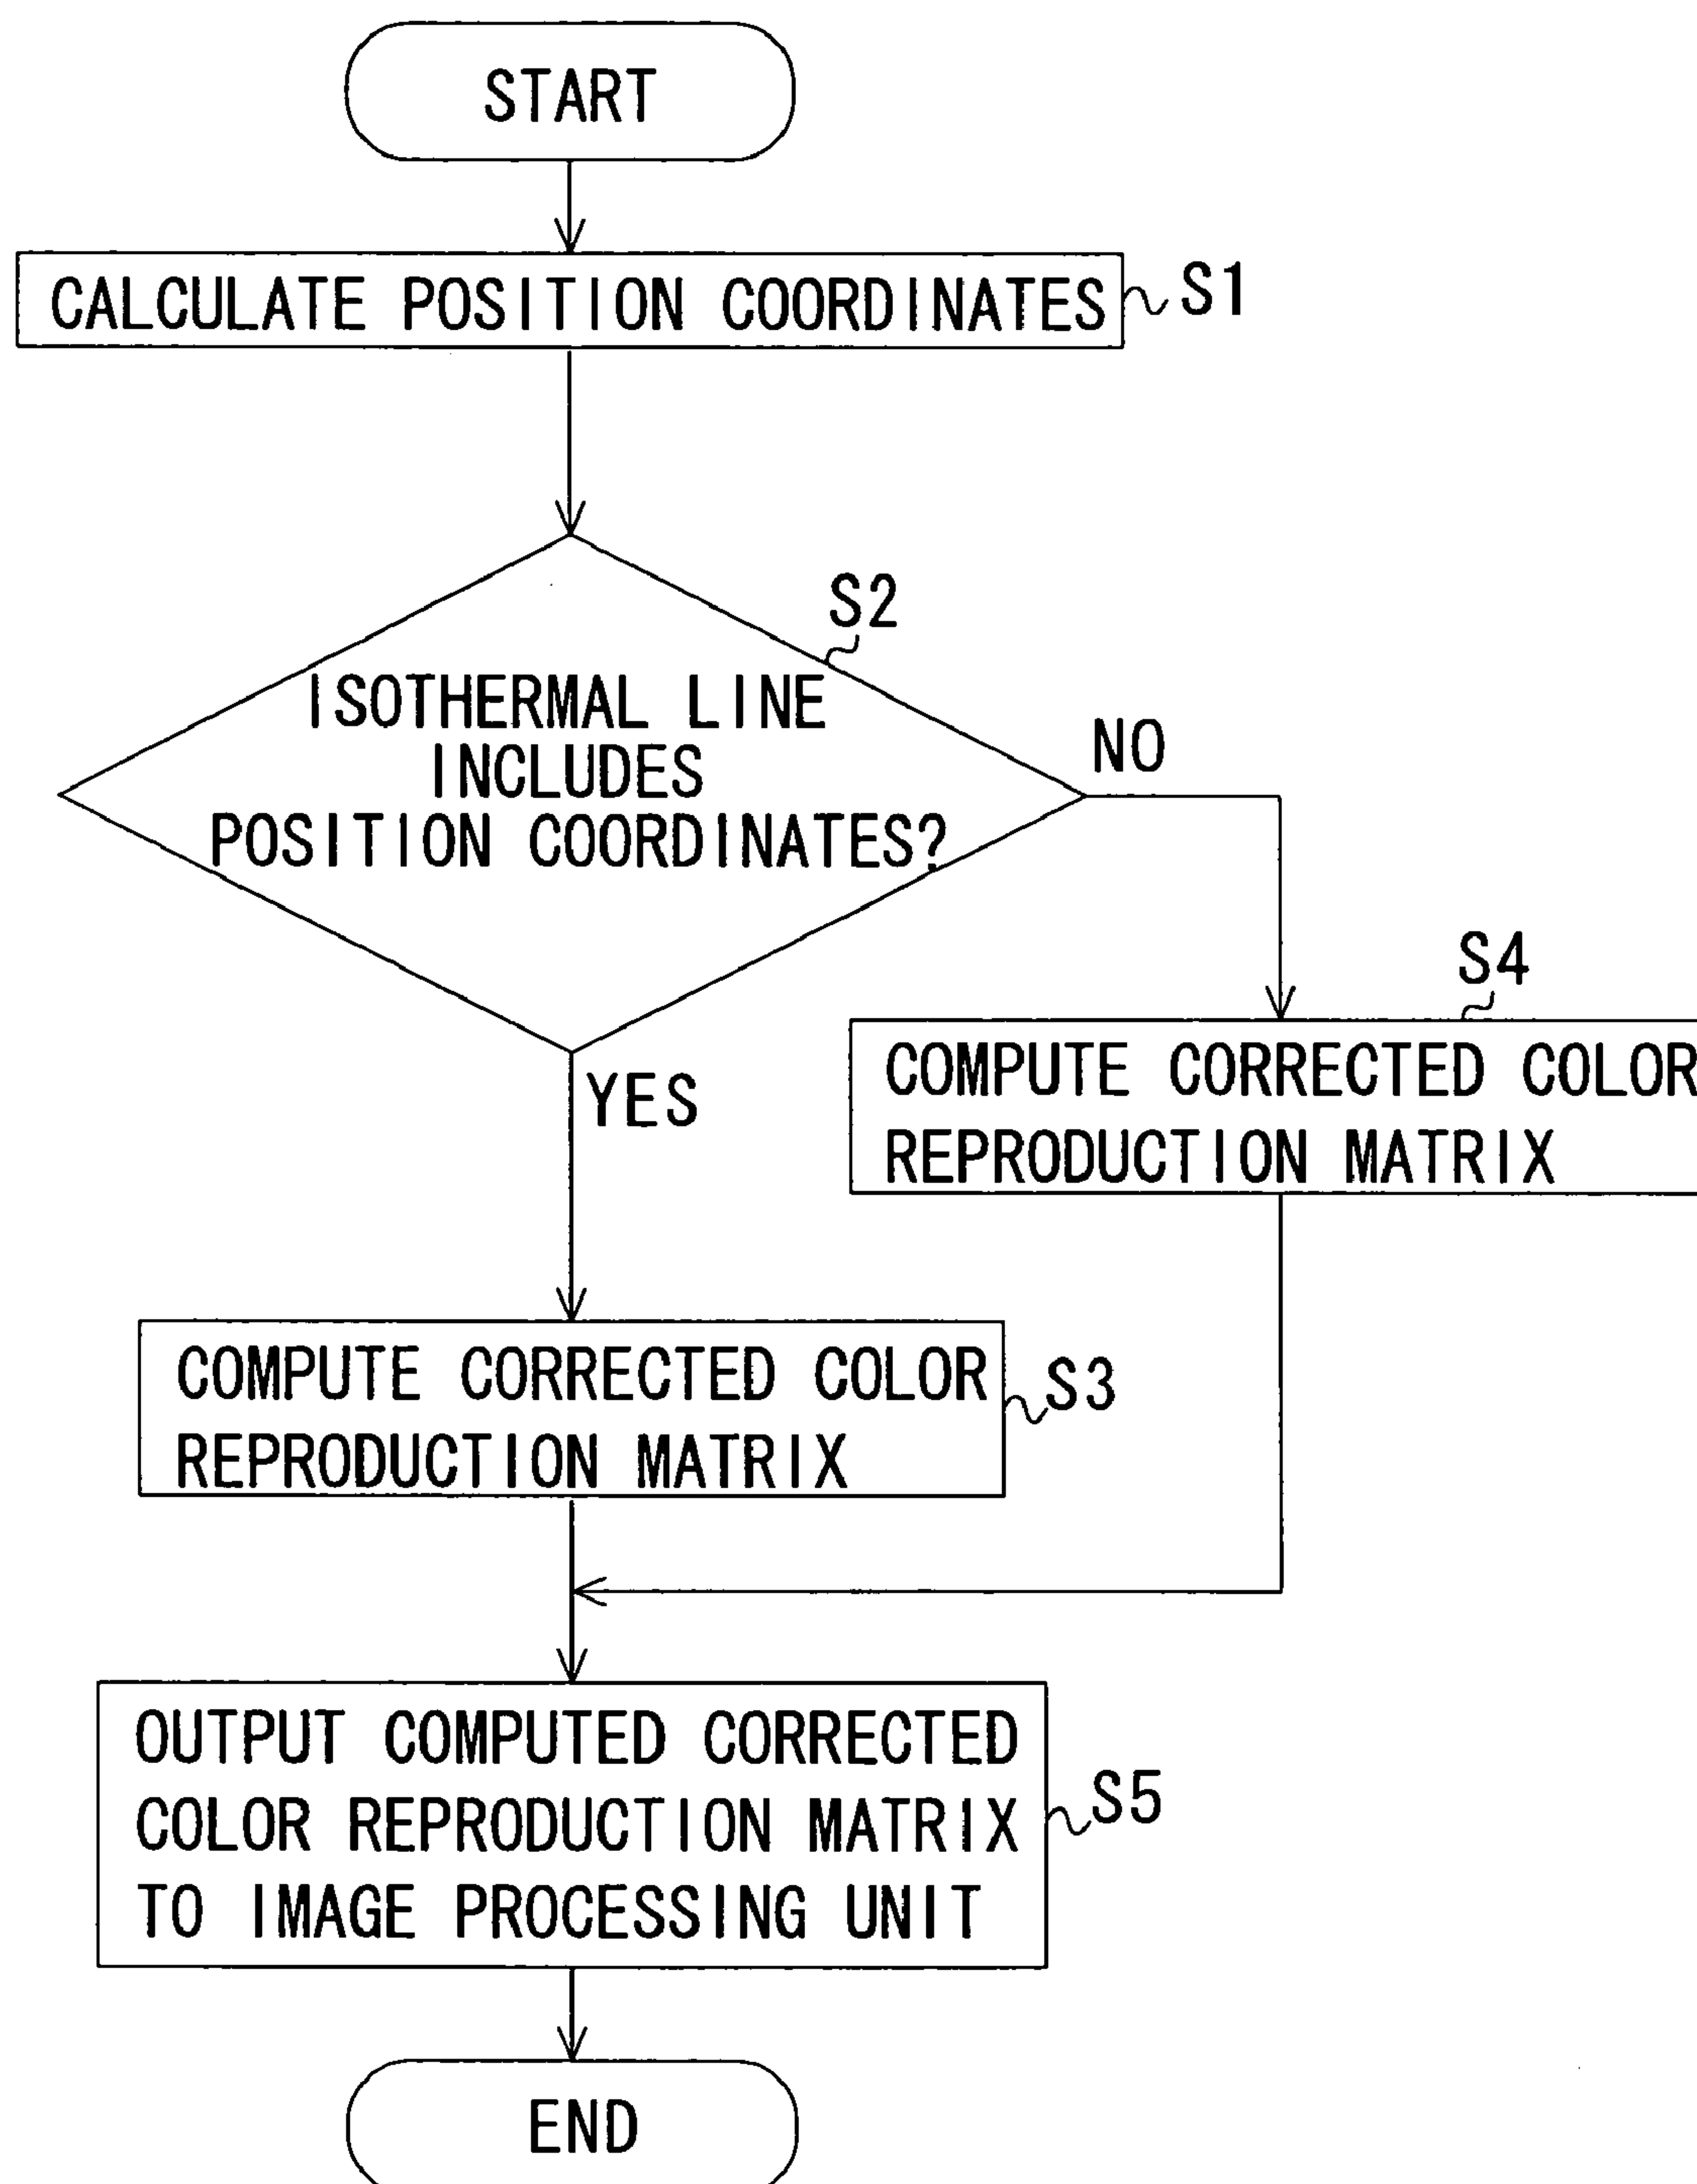 START
CALCULATE POSITION COORDINATES
S1
S2
ISOTHERMAL LINE
INCLUDES
POSITION COORDINATES?
NO
YES
S4
COMPUTE CORRECTED COLOR
REPRODUCTION MATRIX
COMPUTE CORRECTED COLOR
REPRODUCTION MATRIX
S3
OUTPUT COMPUTED CORRECTED
COLOR REPRODUCTION MATRIX
TO IMAGE PROCESSING UNIT
S5
END